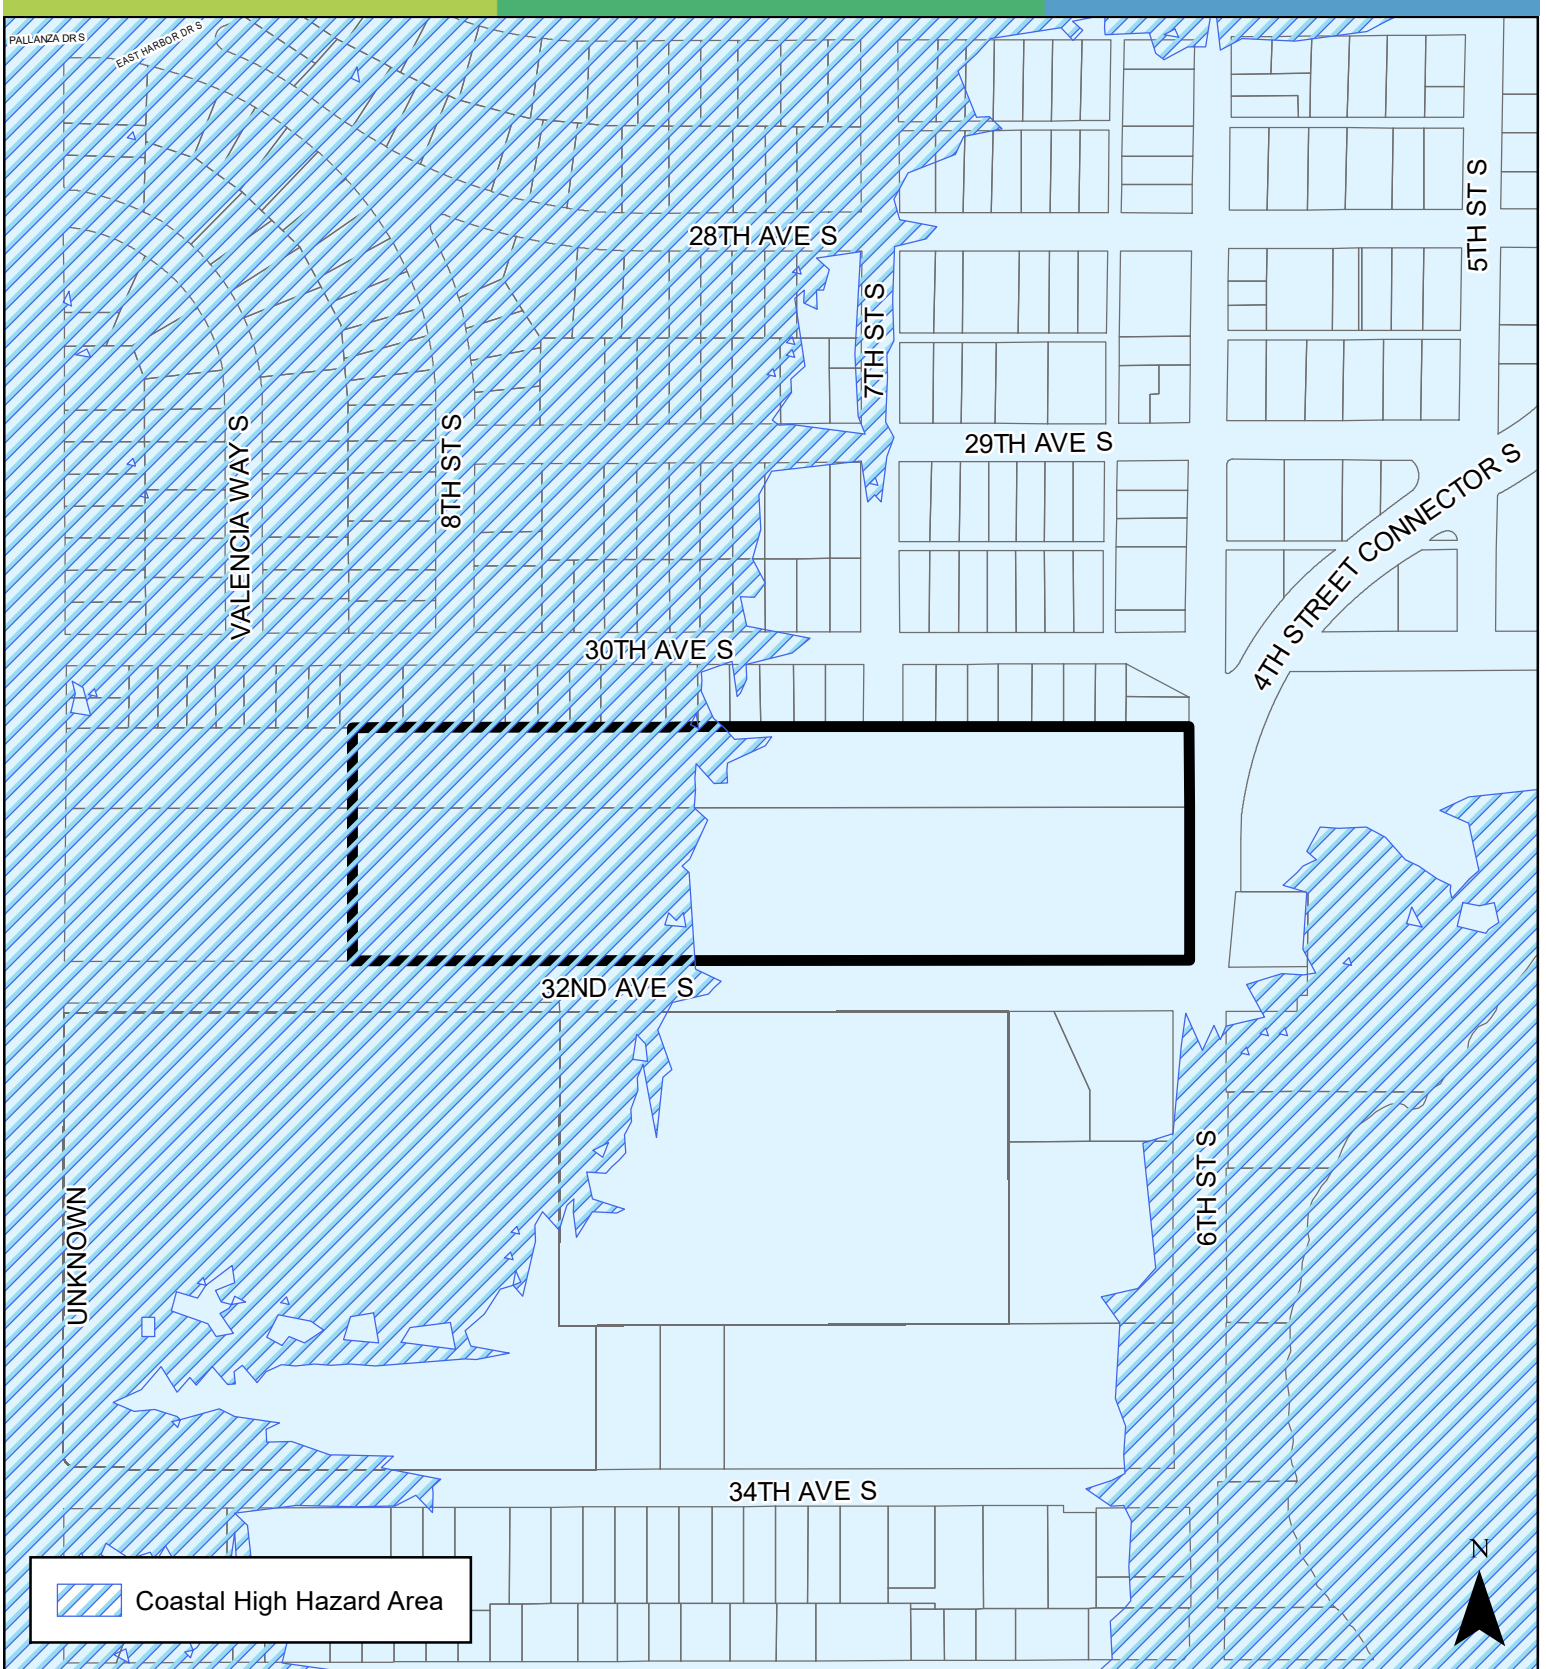 PALLANZA DR S
EAST HARBOR DR S
5TH ST S
28TH AVE S
7TH ST S
29TH AVE S
VALENCIA WAY S
8TH ST S
4TH STREET CONNECTOR S
30TH AVE S
32ND AVE S
UNKNOWN
6TH ST S
34TH AVE S
N
Coastal High Hazard Area